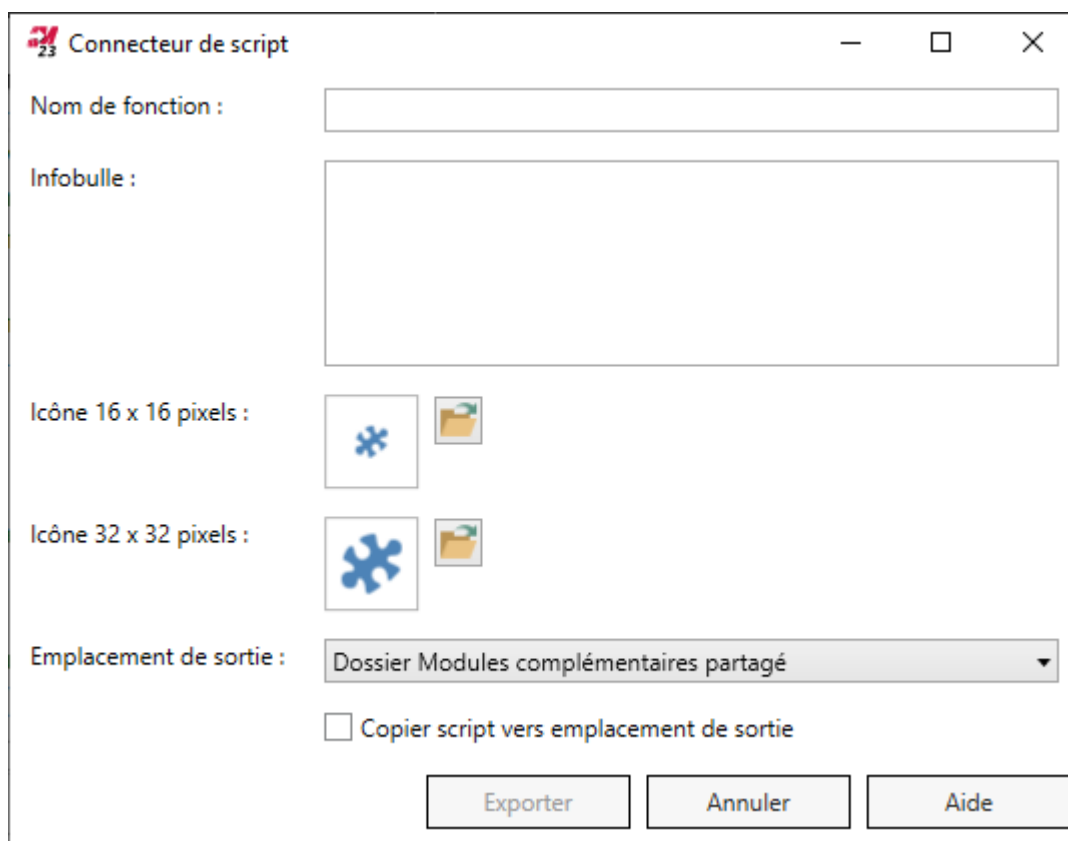 23 Connecteur de script
Nom de fonction :
Infobulle :
Icône 16 x 16 pixels :
Icône 32 x 32 pixels :
Emplacement de sortie : Dossier Modules complémentaires partagé
Copier script vers emplacement de sortie
Exporter Annuler Aide